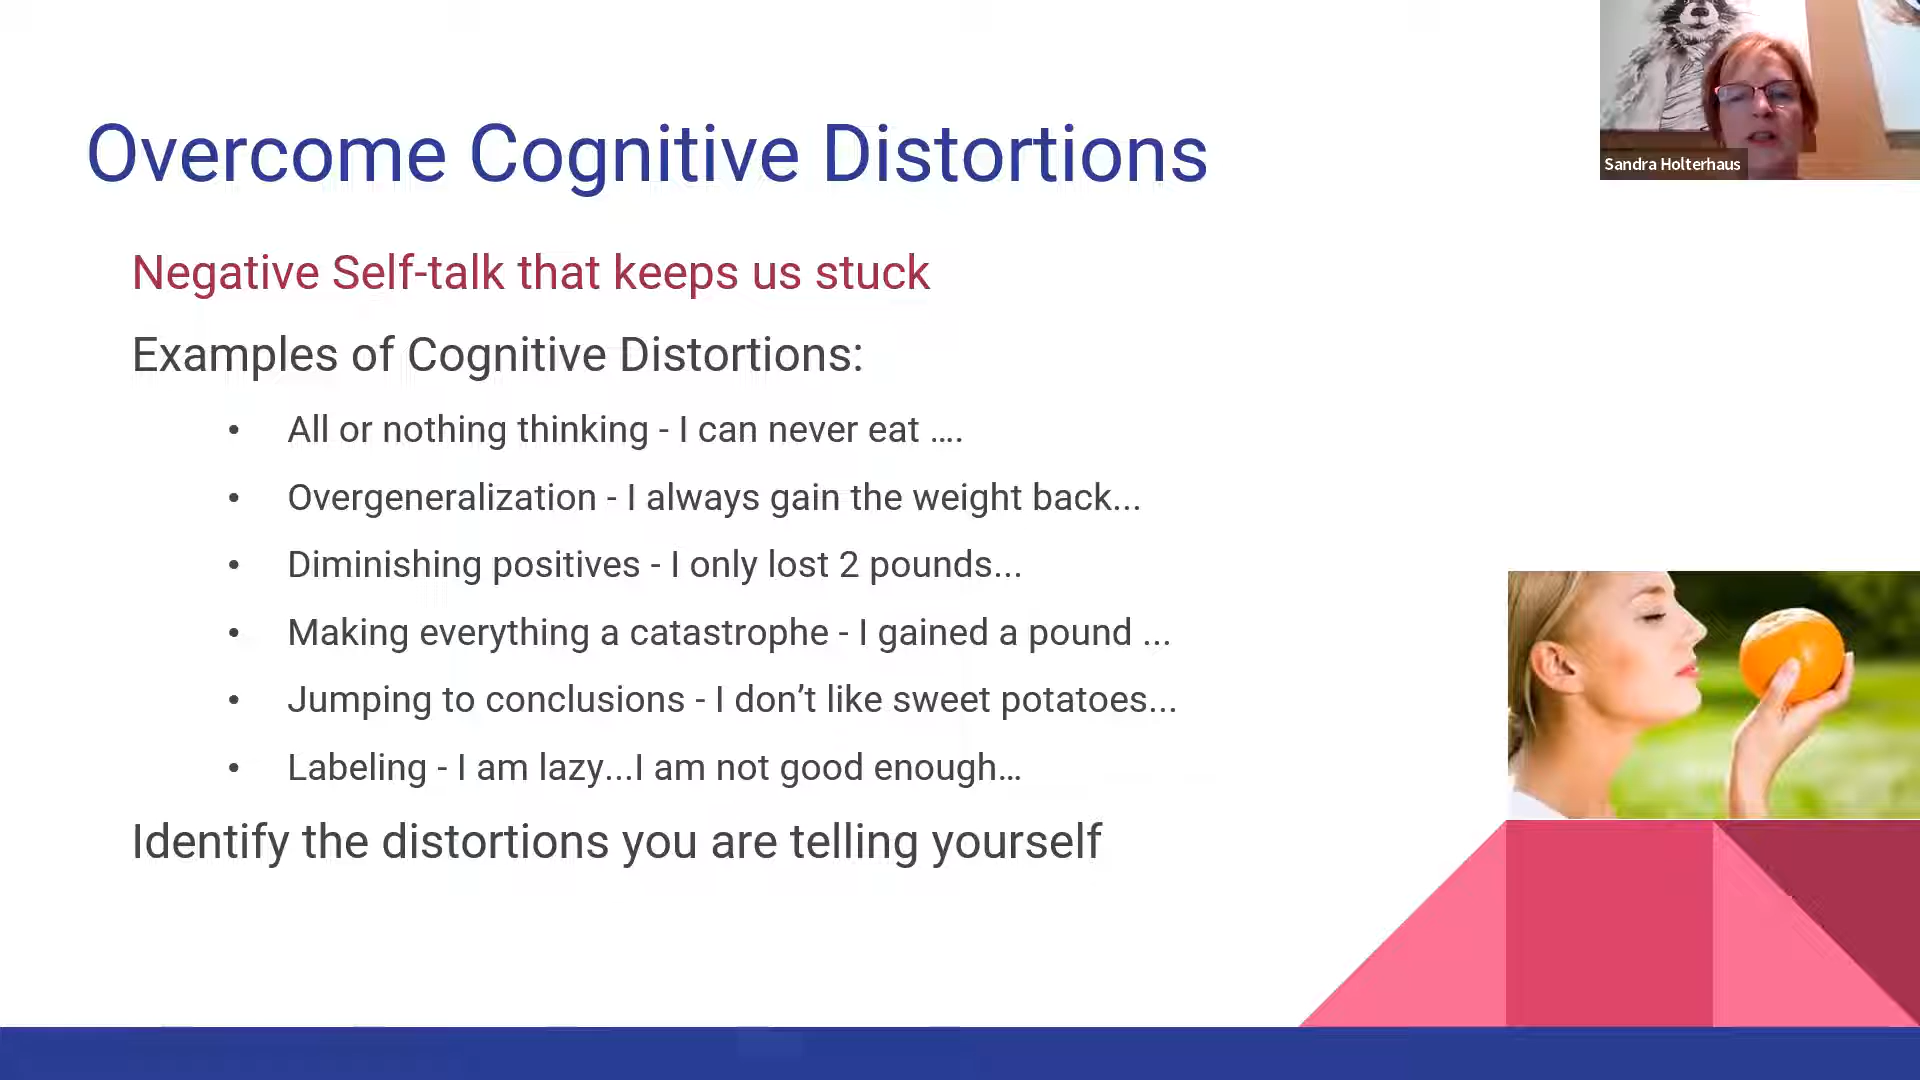 Overcome Cognitive Distortions
Sandra Holterhaus
Negative Self-talk that keeps us stuck
Examples of Cognitive Distortions:
• All or nothing thinking - I can never eat ....
• Overgeneralization - I always gain the weight back...
• Diminishing positives - I only lost 2 pounds...
• Making everything a catastrophe - I gained a pound ...
• Jumping to conclusions - I don’t like sweet potatoes...
• Labeling - I am lazy...I am not good enough…
Identify the distortions you are telling yourself